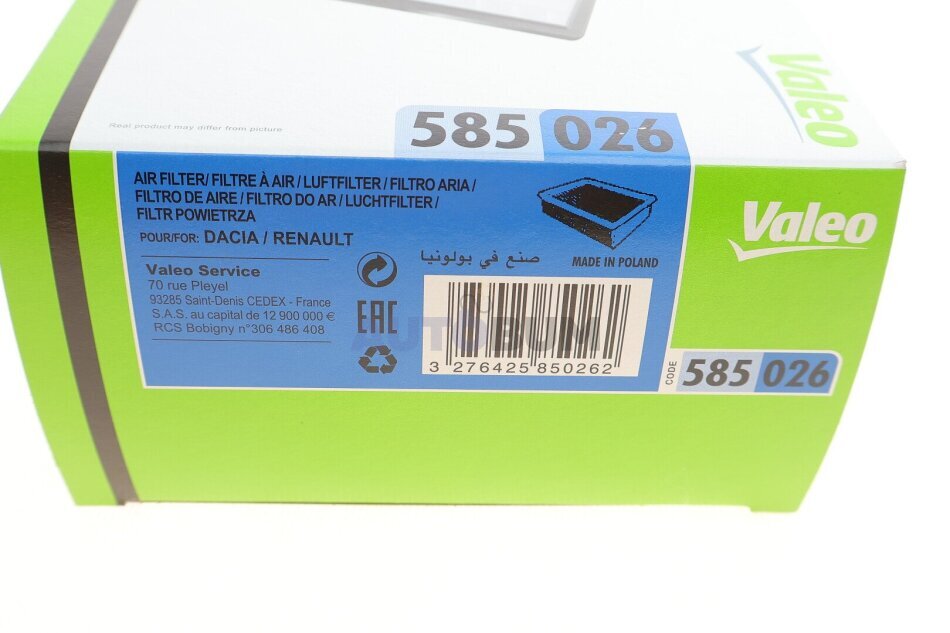 Valeo
Real product may differ from picture
585 026
AIR FILTER/ FILTRE À AIR / LUFTFILTER / FILTRO ARIA /
FILTRO DE AIRE / FILTRO DO AR / LUCHTFILTER /
FILTR POWIETRZA
POUR/FOR: DACIA / RENAULT
Valeo Service
70 rue Pleyel
93285 Saint-Denis CEDEX - France
S.A.S. au capital de 12 900 000 €
RCS Bobigny n°306 486 408
EAC
صنع في بولونيا
MADE IN POLAND
AUTOBUM
3 276425 850262
Valeo
CODE 585 026